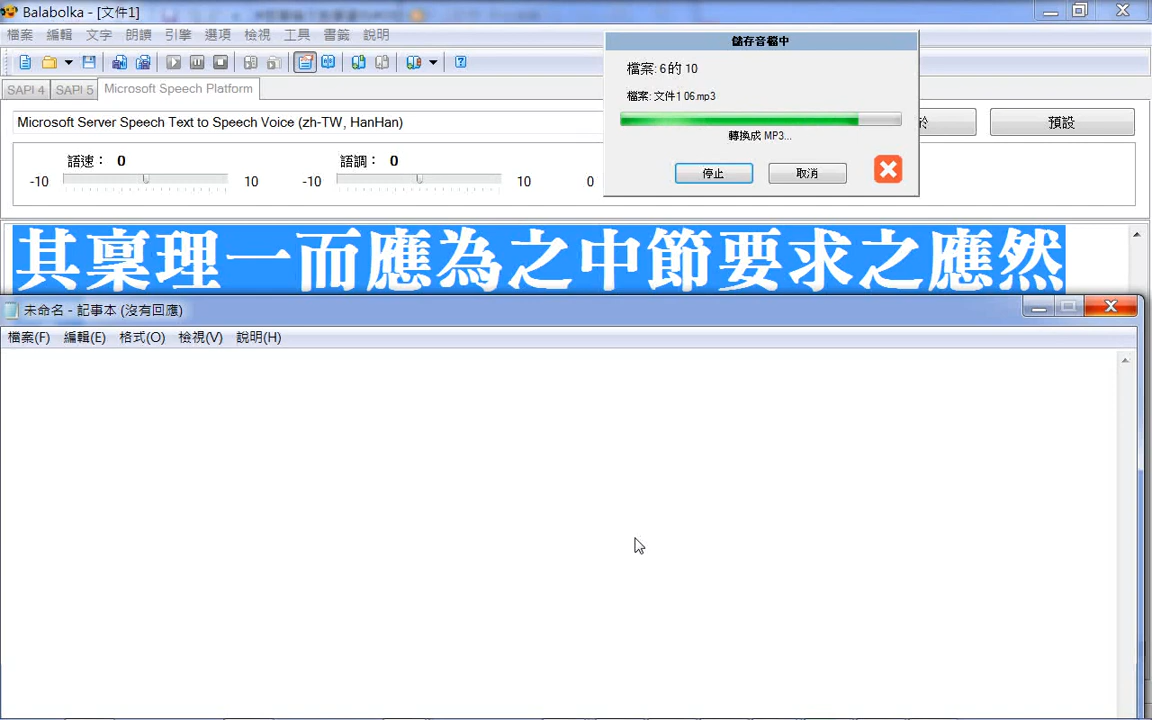 Balabolka - [文件1]
檔案 編輯 文字 朗讀 引擎 選項 檢視 工具 書籤 說明
SAPI 4 SAPI 5 Microsoft Speech Platform
Microsoft Server Speech Text to Speech Voice (zh-TW, HanHan)
預設
語速： 0 語調： 0
-10 10 -10 10 0
儲存音檔中
檔案: 6的 10
檔案: 文件1 06.mp3
轉換成 MP3...
停止 取消
其稟理一而應為之中節要求之應然
未命名 - 記事本 (沒有回應)
檔案(F) 編輯(E) 格式(O) 檢視(V) 說明(H)